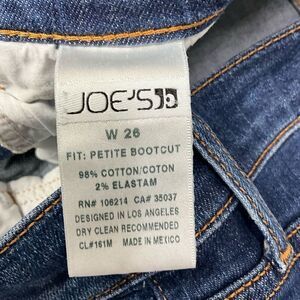 JOE'S
W 26
FIT: PETITE BOOTCUT
98% COTTON/COTON
2% ELASTAM
RN# 106214 CA# 35037
DESIGNED IN LOS ANGELES
DRY CLEAN RECOMMENDED
CL#161M MADE IN MEXICO